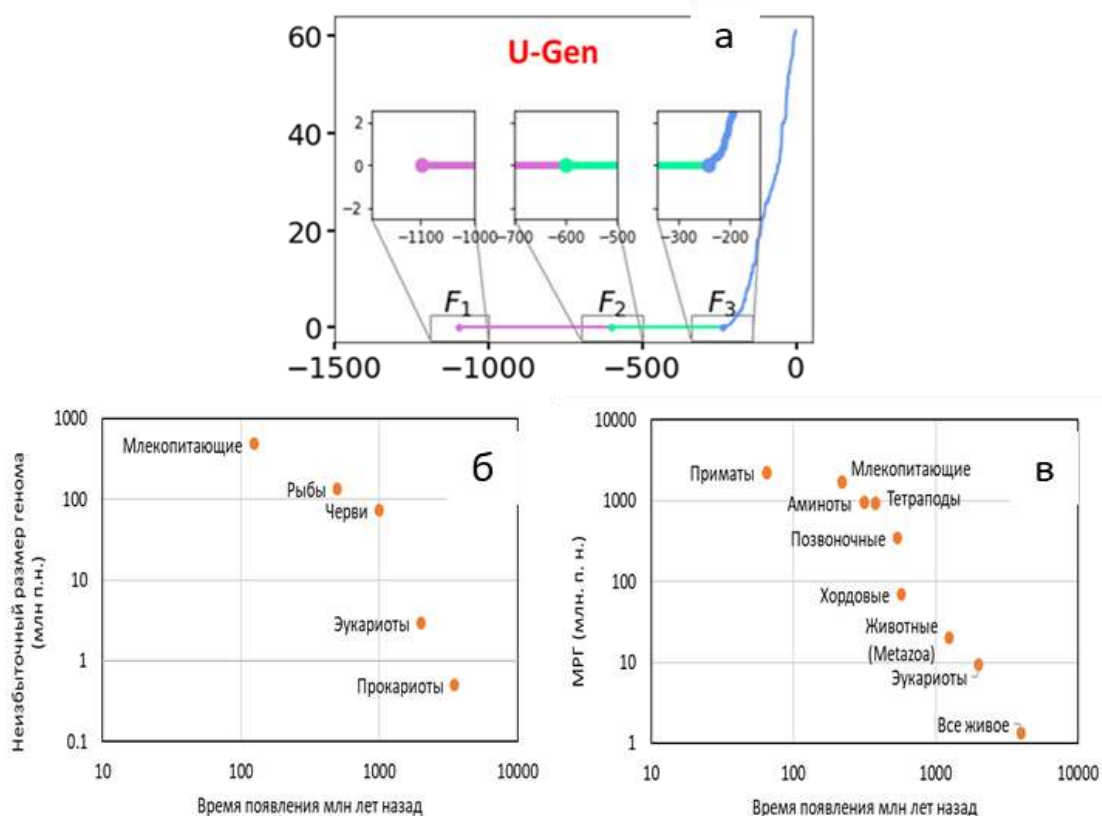 а
U-Gen
60
40
20
0
2
0
−2
−1100 −1000
−700 −600 −500
−300 −200
F1 F2 F3
−1500 −1000 −500 0
б
1000
100
10
1
0.1
Неизбыточный размер генома
(млн п.н.)
Млекопитающие
Рыбы
Черви
Эукариоты
Прокариоты
10 100 1000 10000
Время появления млн лет назад
в
10000
1000
100
10
1
МРГ (млн. п. н.)
Приматы
Млекопитающие
Аминоты
Тетраподы
Позвоночные
Хордовые
Животные
(Metazoa)
Эукариоты
Все живое
10 100 1000 10000
Время появления млн лет назад